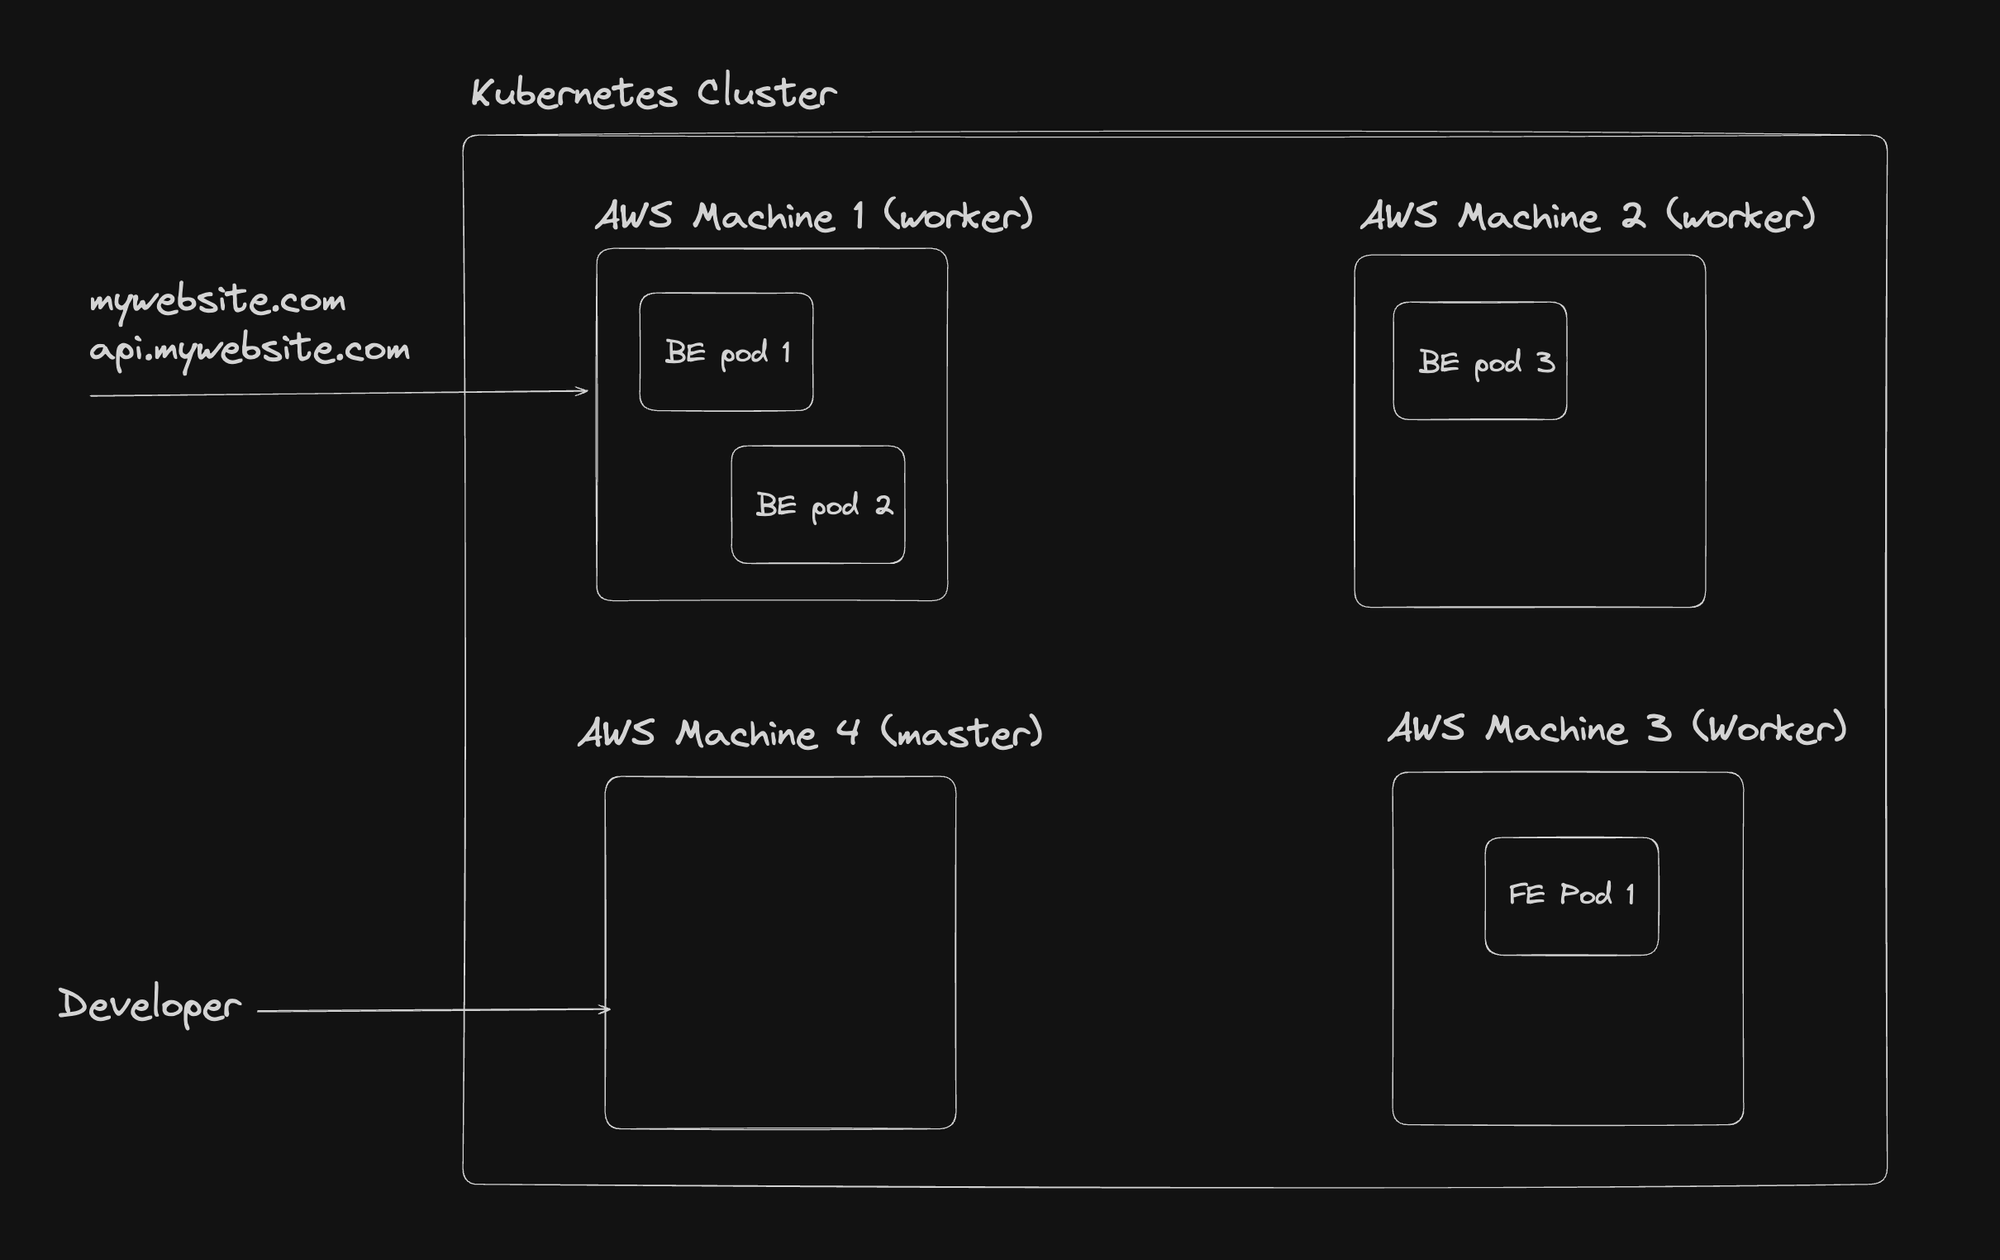 Kubernetes Cluster
AWS Machine 1 (worker)
AWS Machine 2 (worker)
mywebsite.com
api.mywebsite.com
BE pod 1
BE pod 3
BE pod 2
AWS Machine 4 (master)
AWS Machine 3 (Worker)
FE Pod 1
Developer